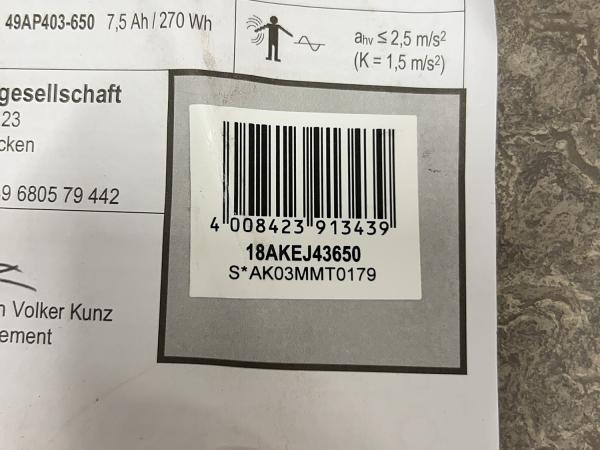 49AP403-650 7,5 Ah / 270 Wh
ahv ≤ 2,5 m/s²
(K = 1,5 m/s²)
gesellschaft
23
cken
9 6805 79 442
4 008423 913439
18AKEJ43650
S*AK03MMT0179
n Volker Kunz
ement